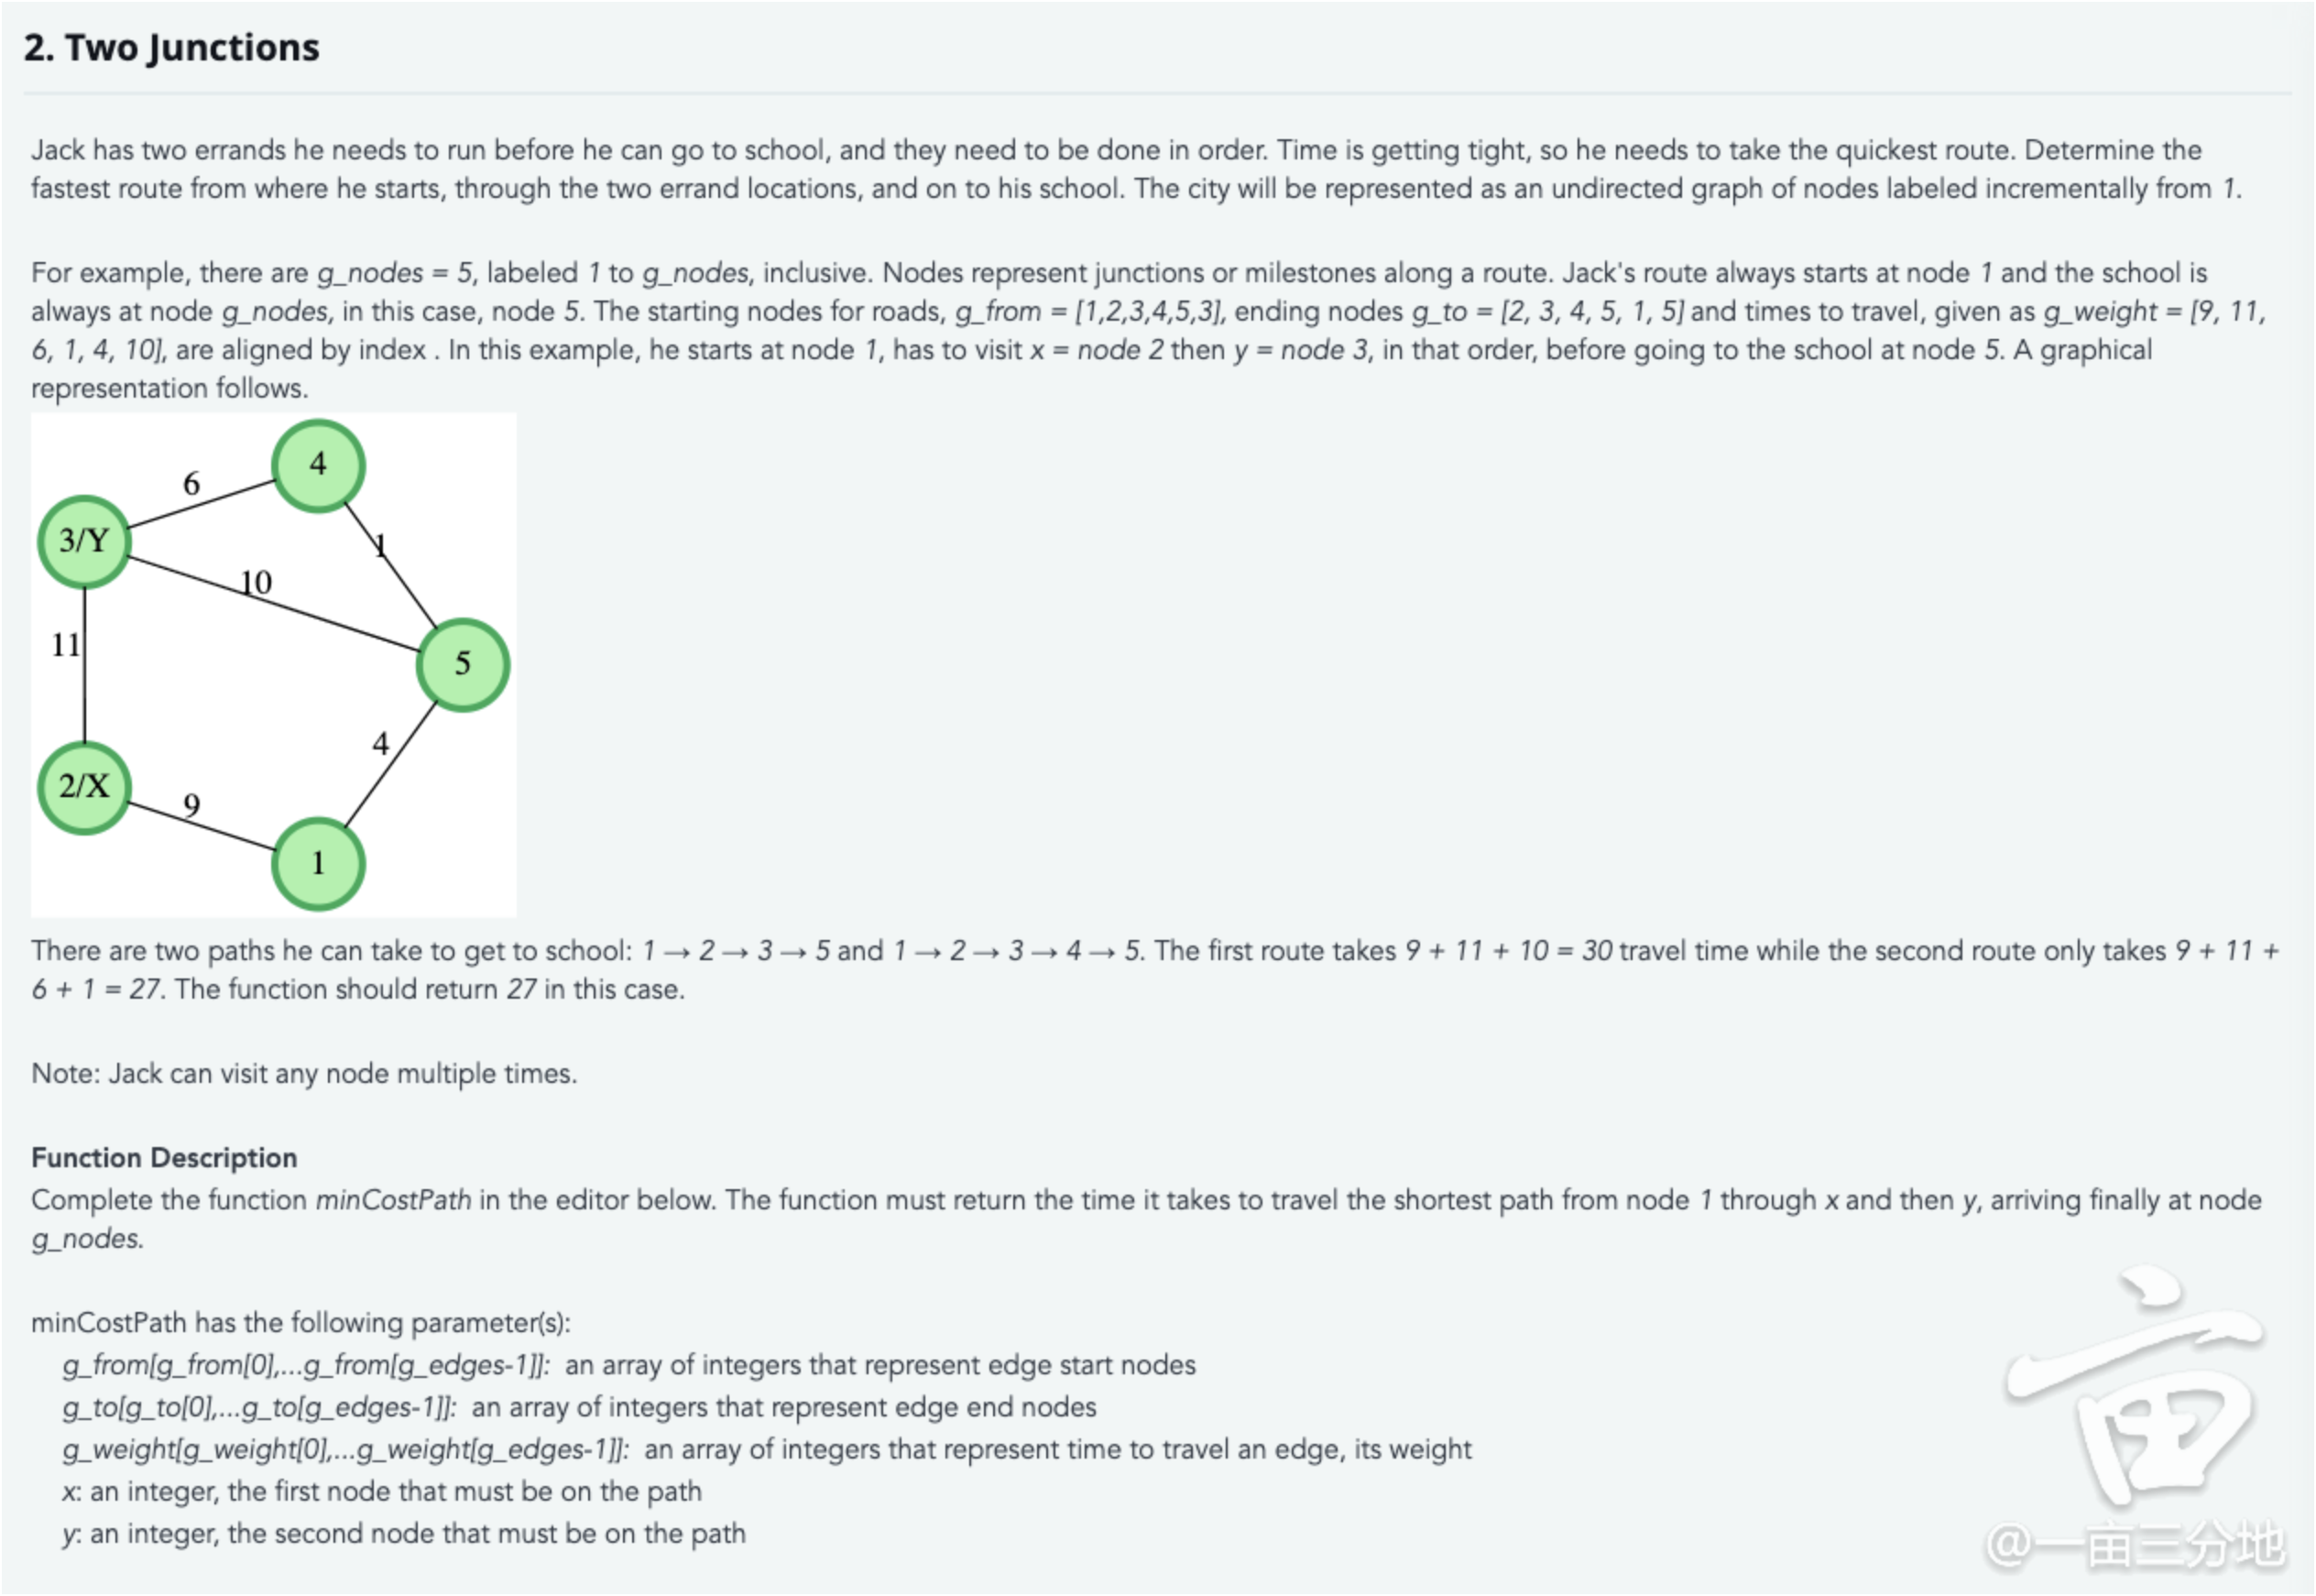 2. Two Junctions
Jack has two errands he needs to run before he can go to school, and they need to be done in order. Time is getting tight, so he needs to take the quickest route. Determine the
fastest route from where he starts, through the two errand locations, and on to his school. The city will be represented as an undirected graph of nodes labeled incrementally from 1.
For example, there are g_nodes = 5, labeled 1 to g_nodes, inclusive. Nodes represent junctions or milestones along a route. Jack's route always starts at node 1 and the school is
always at node g_nodes, in this case, node 5. The starting nodes for roads, g_from = [1,2,3,4,5,3], ending nodes g_to = [2, 3, 4, 5, 1, 5] and times to travel, given as g_weight = [9, 11,
6, 1, 4, 10], are aligned by index . In this example, he starts at node 1, has to visit x = node 2 then y = node 3, in that order, before going to the school at node 5. A graphical
representation follows.
4
6
3/Y
1
10
11
5
4
2/X
9
1
There are two paths he can take to get to school: 1 → 2 → 3 → 5 and 1 → 2 → 3 → 4 → 5. The first route takes 9 + 11 + 10 = 30 travel time while the second route only takes 9 + 11 +
6 + 1 = 27. The function should return 27 in this case.
Note: Jack can visit any node multiple times.
Function Description
Complete the function minCostPath in the editor below. The function must return the time it takes to travel the shortest path from node 1 through x and then y, arriving finally at node
g_nodes.
minCostPath has the following parameter(s):
g_from[g_from[0],...g_from[g_edges-1]]: an array of integers that represent edge start nodes
g_to[g_to[0],...g_to[g_edges-1]]: an array of integers that represent edge end nodes
g_weight[g_weight[0],...g_weight[g_edges-1]]: an array of integers that represent time to travel an edge, its weight
x: an integer, the first node that must be on the path
y: an integer, the second node that must be on the path
亩
@一亩三分地